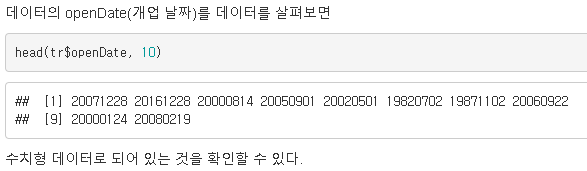 데이터의 openDate(개업 날짜)를 데이터를 살펴보면
head(tr$openDate, 10)
## [1] 20071228 20161228 20000814 20050901 20020501 19820702 19871102 20060922
## [9] 20000124 20080219
수치형 데이터로 되어 있는 것을 확인할 수 있다.